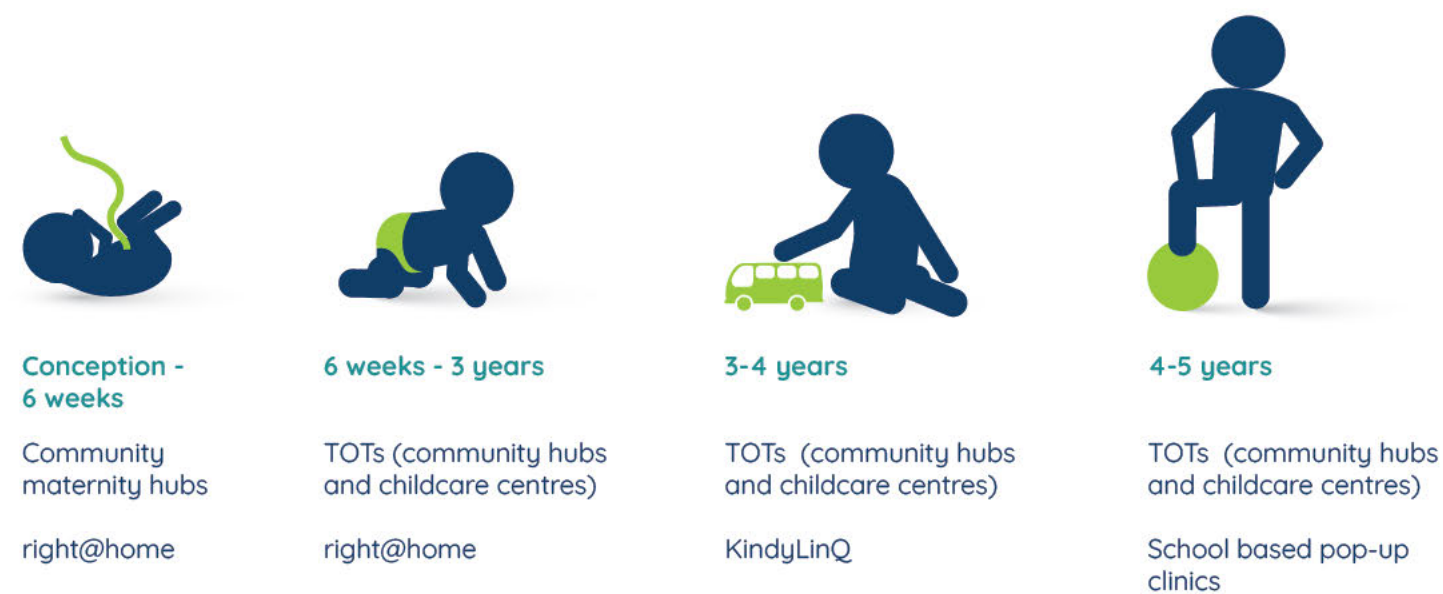 Conception -
6 weeks
Community
maternity hubs
right@home
6 weeks - 3 years
TOTs (community hubs
and childcare centres)
right@home
3-4 years
TOTs  (community hubs
and childcare centres)
KindyLinQ
4-5 years
TOTs  (community hubs
and childcare centres)
School based pop-up
clinics